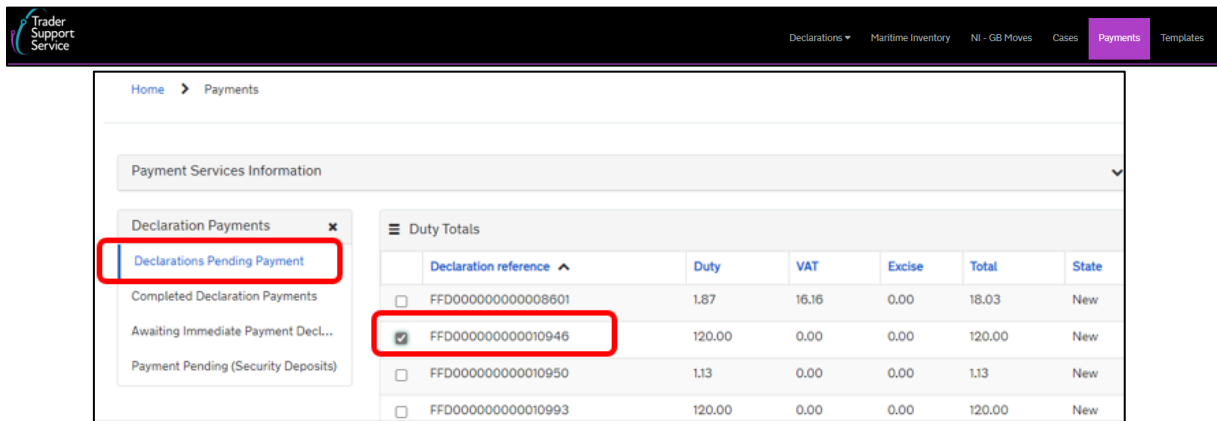 Trader
Support
Service
Declarations Maritime Inventory NI - GB Moves Cases Payments Templates
Home > Payments
Payment Services Information
Declaration Payments x
Declarations Pending Payment
Completed Declaration Payments
Awaiting Immediate Payment Decl...
Payment Pending (Security Deposits)
Duty Totals
Declaration reference Duty VAT Excise Total State
FFD000000000008601 1.87 16.16 0.00 18.03 New
FFD000000000010946 120.00 0.00 0.00 120.00 New
FFD000000000010950 1.13 0.00 0.00 1.13 New
FFD000000000010993 120.00 0.00 0.00 120.00 New